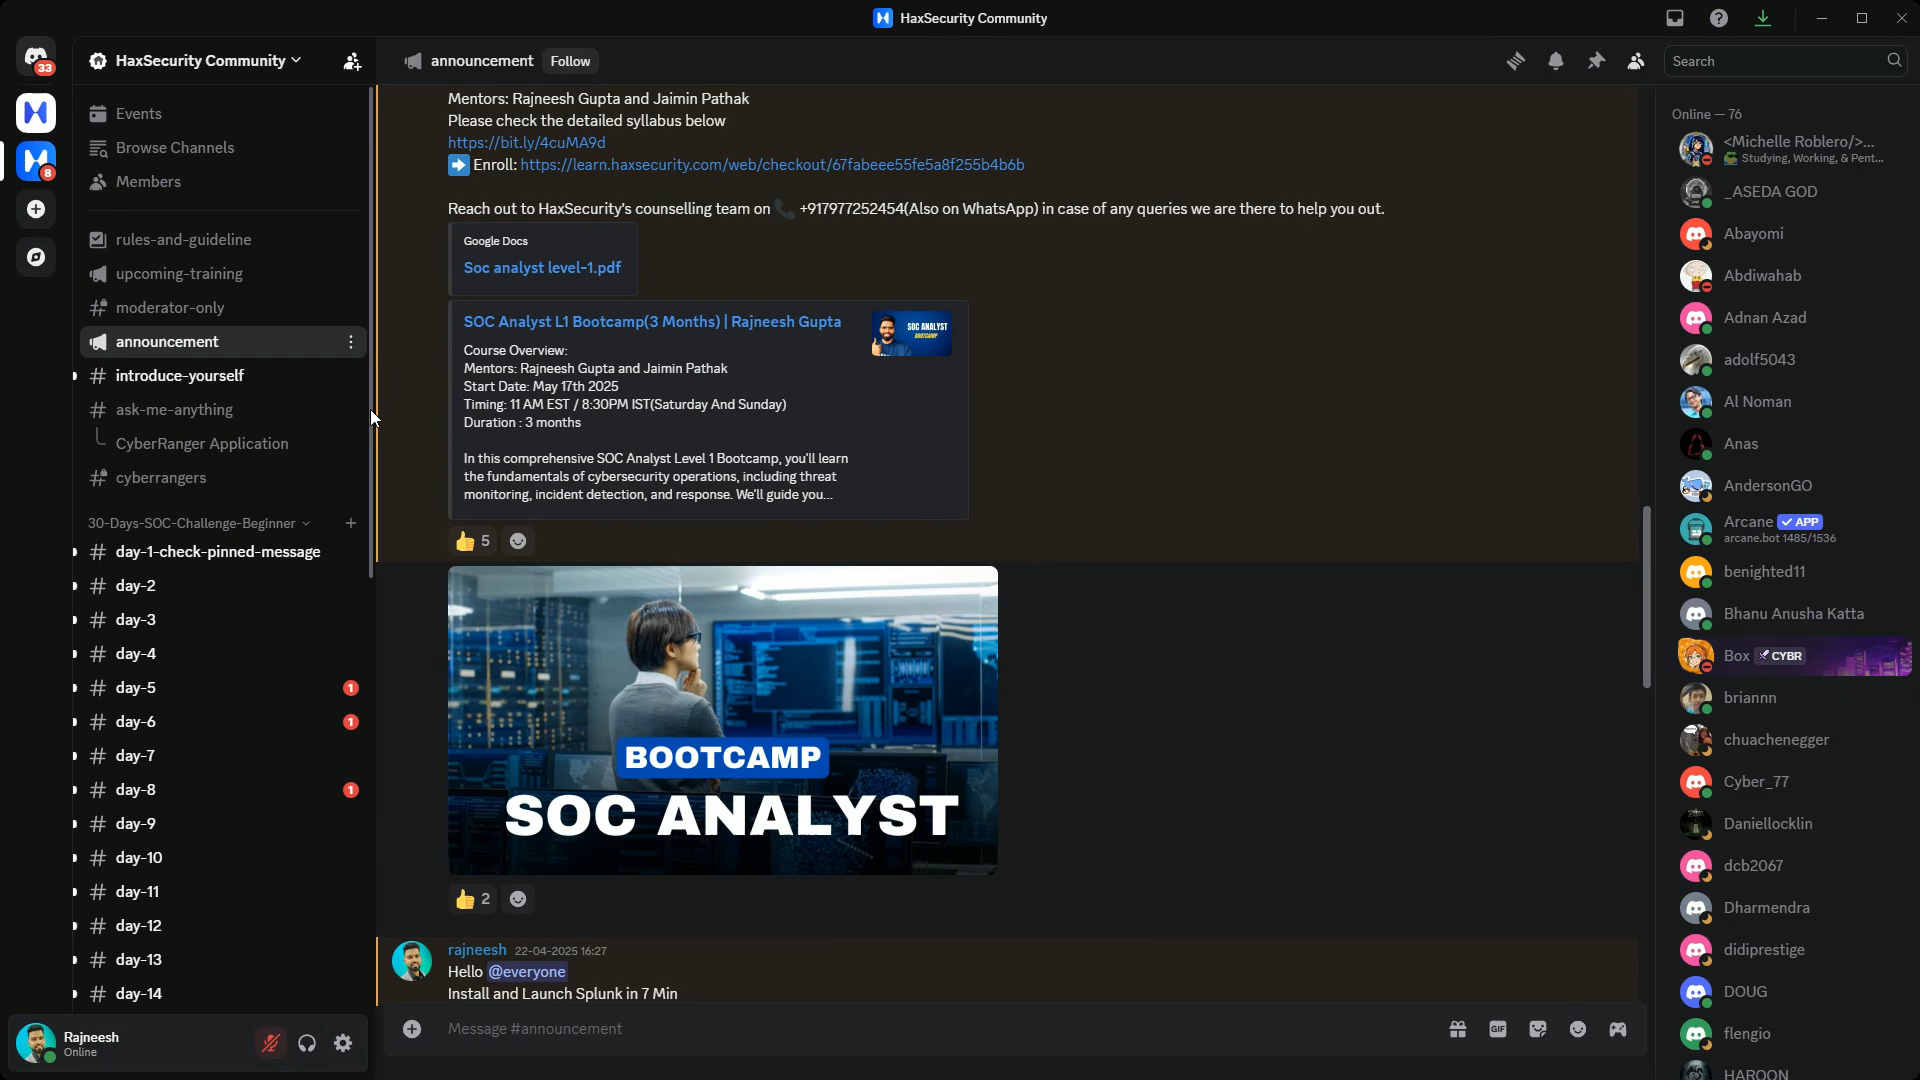 HaxSecurity Community
33
8
HaxSecurity Community
Events
Browse Channels
Members
rules-and-guideline
upcoming-training
moderator-only
announcement
introduce-yourself
ask-me-anything
CyberRanger Application
cyberrangers
30-Days-SOC-Challenge-Beginner
day-1-check-pinned-message
day-2
day-3
day-4
day-5 1
day-6 1
day-7
day-8 1
day-9
day-10
day-11
day-12
day-13
day-14
Rajneesh
Online
announcement Follow
Search
Mentors: Rajneesh Gupta and Jaimin Pathak
Please check the detailed syllabus below
https://bit.ly/4cuMA9d
➡️ Enroll: https://learn.haxsecurity.com/web/checkout/67fabeee55fe5a8f255b4b6b
Reach out to HaxSecurity's counselling team on 📞 +917977252454(Also on WhatsApp) in case of any queries we are there to help you out.
Google Docs
Soc analyst level-1.pdf
SOC Analyst L1 Bootcamp(3 Months) | Rajneesh Gupta
SOC ANALYST
BOOTCAMP
Course Overview:
Mentors: Rajneesh Gupta and Jaimin Pathak
Start Date: May 17th 2025
Timing: 11 AM EST / 8:30PM IST(Saturday And Sunday)
Duration : 3 months
In this comprehensive SOC Analyst Level 1 Bootcamp, you'll learn
the fundamentals of cybersecurity operations, including threat
monitoring, incident detection, and response. We'll guide you...
👍 5
BOOTCAMP
SOC ANALYST
👍 2
rajneesh 22-04-2025 16:27
Hello @everyone
Install and Launch Splunk in 7 Min
Message #announcement
GIF
Online — 76
<Michelle Roblero/>...
Studying, Working, & Pent...
_ASEDA GOD
Abayomi
Abdiwahab
Adnan Azad
adolf5043
Al Noman
Anas
AndersonGO
Arcane ✓ APP
arcane.bot 1485/1536
benighted11
Bhanu Anusha Katta
Box CYBR
briannn
chuachenegger
Cyber_77
Daniellocklin
dcb2067
Dharmendra
didiprestige
DOUG
flengio
HAROON